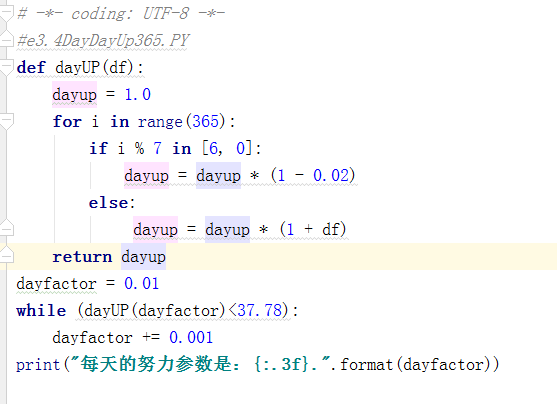 # -*- coding: UTF-8 -*-
#e3.4DayDayUp365.PY
def dayUP(df):
    dayup = 1.0
    for i in range(365):
        if i % 7 in [6, 0]:
            dayup = dayup * (1 - 0.02)
        else:
            dayup = dayup * (1 + df)
    return dayup
dayfactor = 0.01
while (dayUP(dayfactor)<37.78):
    dayfactor += 0.001
print("每天的努力参数是: {:.3f}.".format(dayfactor))